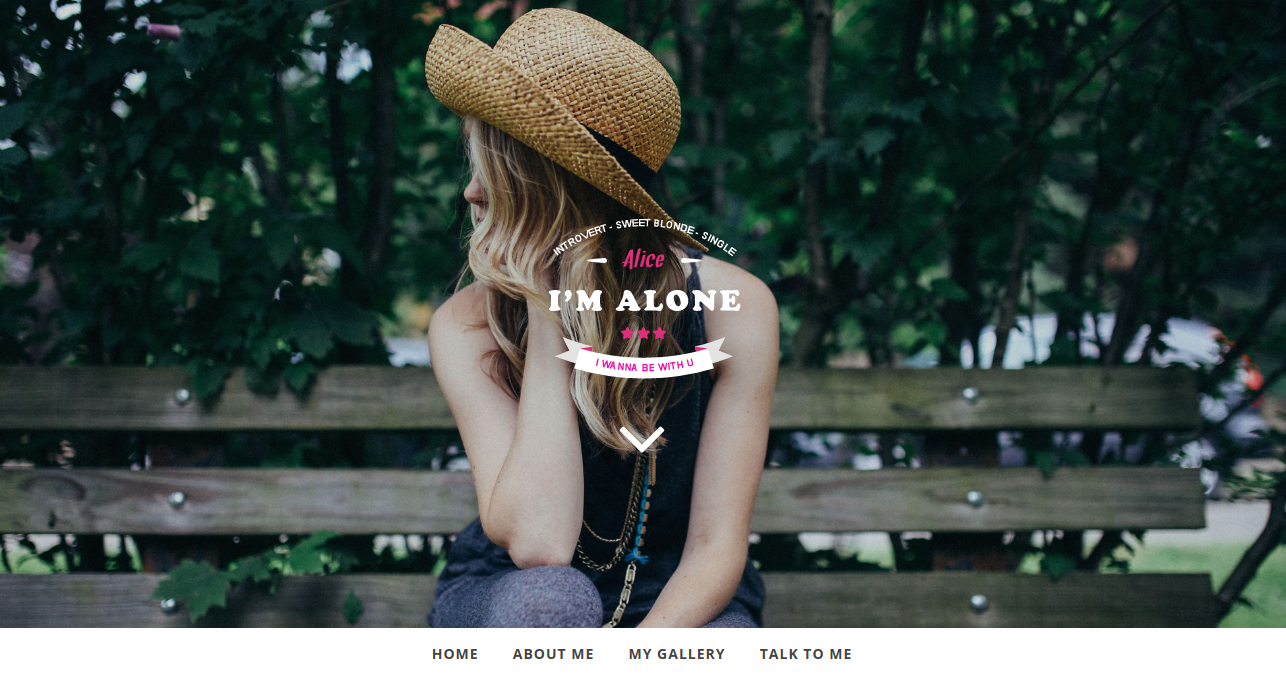 INTROVERT - SWEET BLONDE - SINGLE
Alice
I'M ALONE
I WANNA BE WITH U
HOME ABOUT ME MY GALLERY TALK TO ME